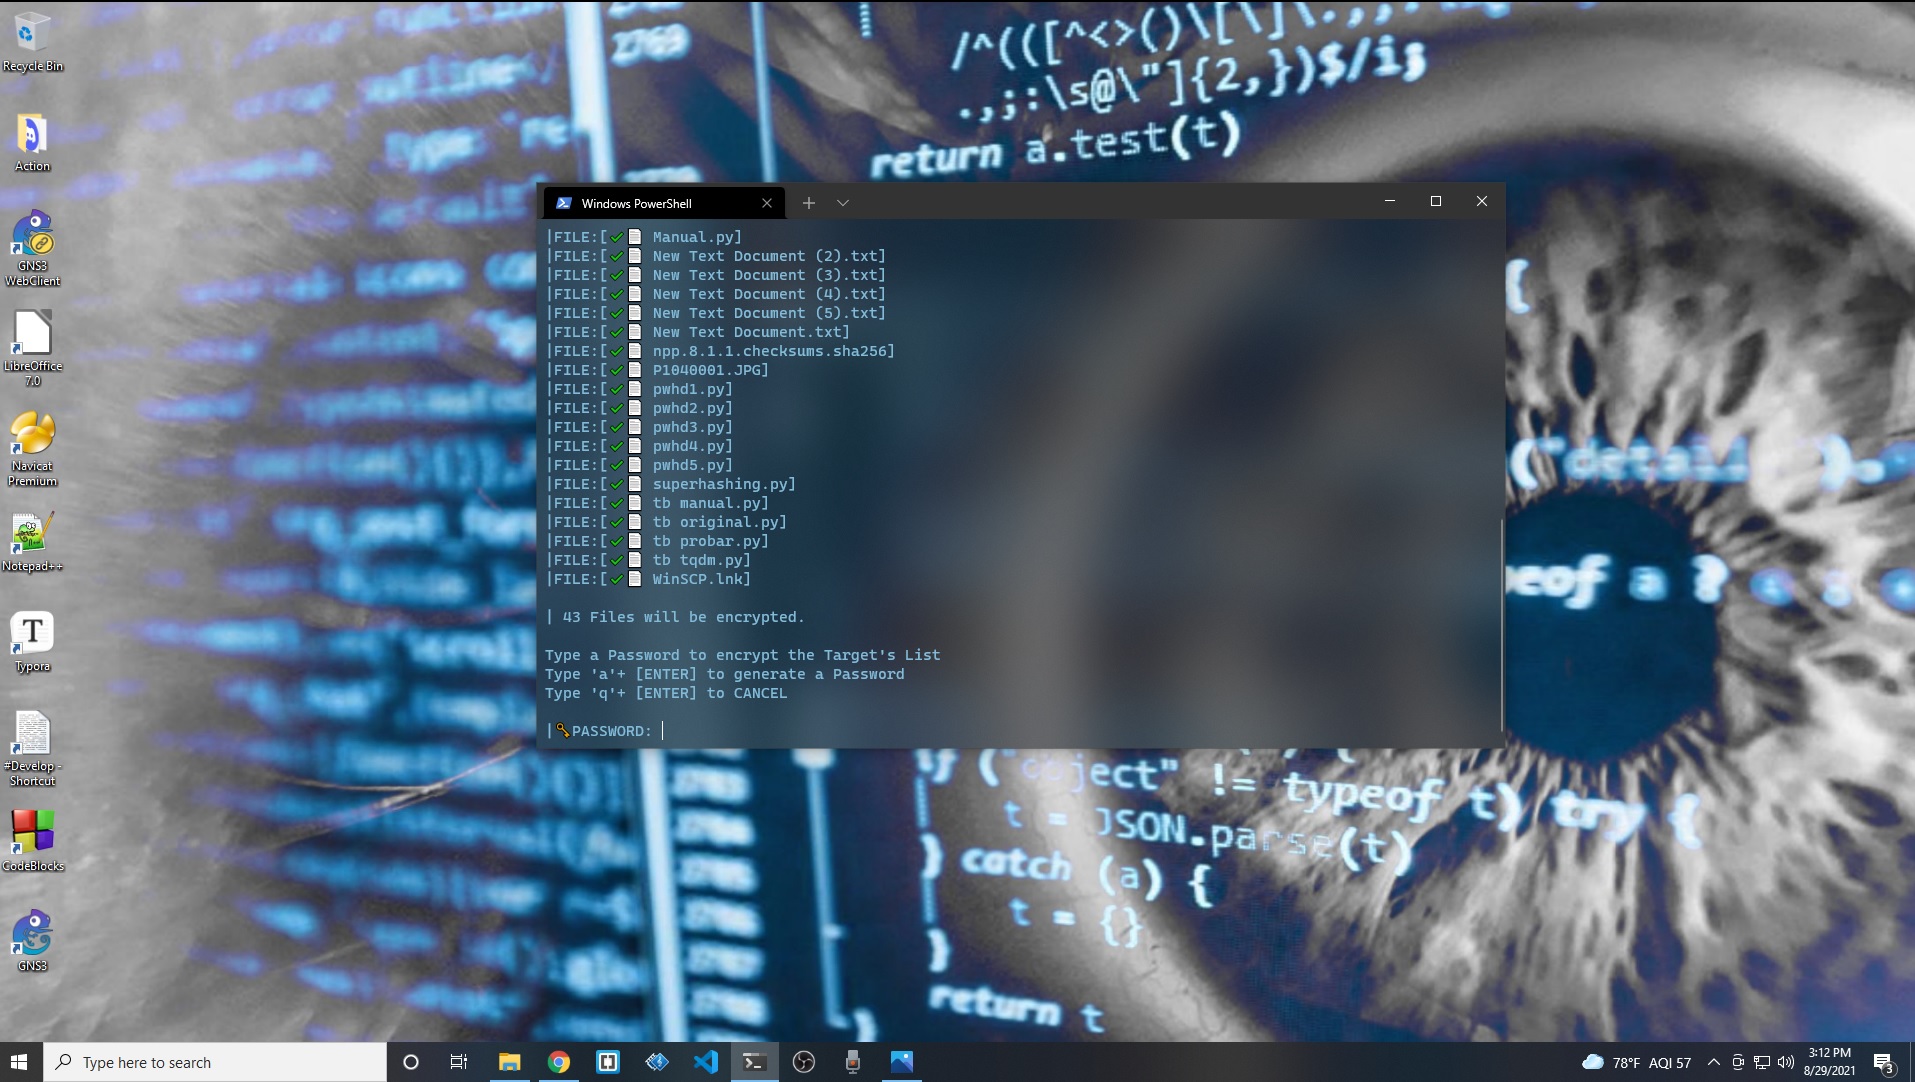 Recycle Bin
Action
GNS3
WebClient
LibreOffice
7.0
Navicat
Premium
Notepad++
Typora
#Develop -
Shortcut
CodeBlocks
GNS3
2769
/^(([^<>()\[\]\.,;
.,;:\s@\"]{2,})$/i;
return a.test(t)
Windows PowerShell
|FILE:[✔📄 Manual.py]
|FILE:[✔📄 New Text Document (2).txt]
|FILE:[✔📄 New Text Document (3).txt]
|FILE:[✔📄 New Text Document (4).txt]
|FILE:[✔📄 New Text Document (5).txt]
|FILE:[✔📄 New Text Document.txt]
|FILE:[✔📄 npp.8.1.1.checksums.sha256]
|FILE:[✔📄 P1040001.JPG]
|FILE:[✔📄 pwhd1.py]
|FILE:[✔📄 pwhd2.py]
|FILE:[✔📄 pwhd3.py]
|FILE:[✔📄 pwhd4.py]
|FILE:[✔📄 pwhd5.py]
|FILE:[✔📄 superhashing.py]
|FILE:[✔📄 tb manual.py]
|FILE:[✔📄 tb original.py]
|FILE:[✔📄 tb probar.py]
|FILE:[✔📄 tb tqdm.py]
|FILE:[✔📄 WinSCP.lnk]
| 43 Files will be encrypted.
Type a Password to encrypt the Target's List
Type 'a'+ [ENTER] to generate a Password
Type 'q'+ [ENTER] to CANCEL
|🔑PASSWORD:
if ("object" != typeof t) try {
t = JSON.parse(t)
} catch (a) {
t = {}
}
return t
Type here to search
78°F AQI 57
3:12 PM
8/29/2021
3